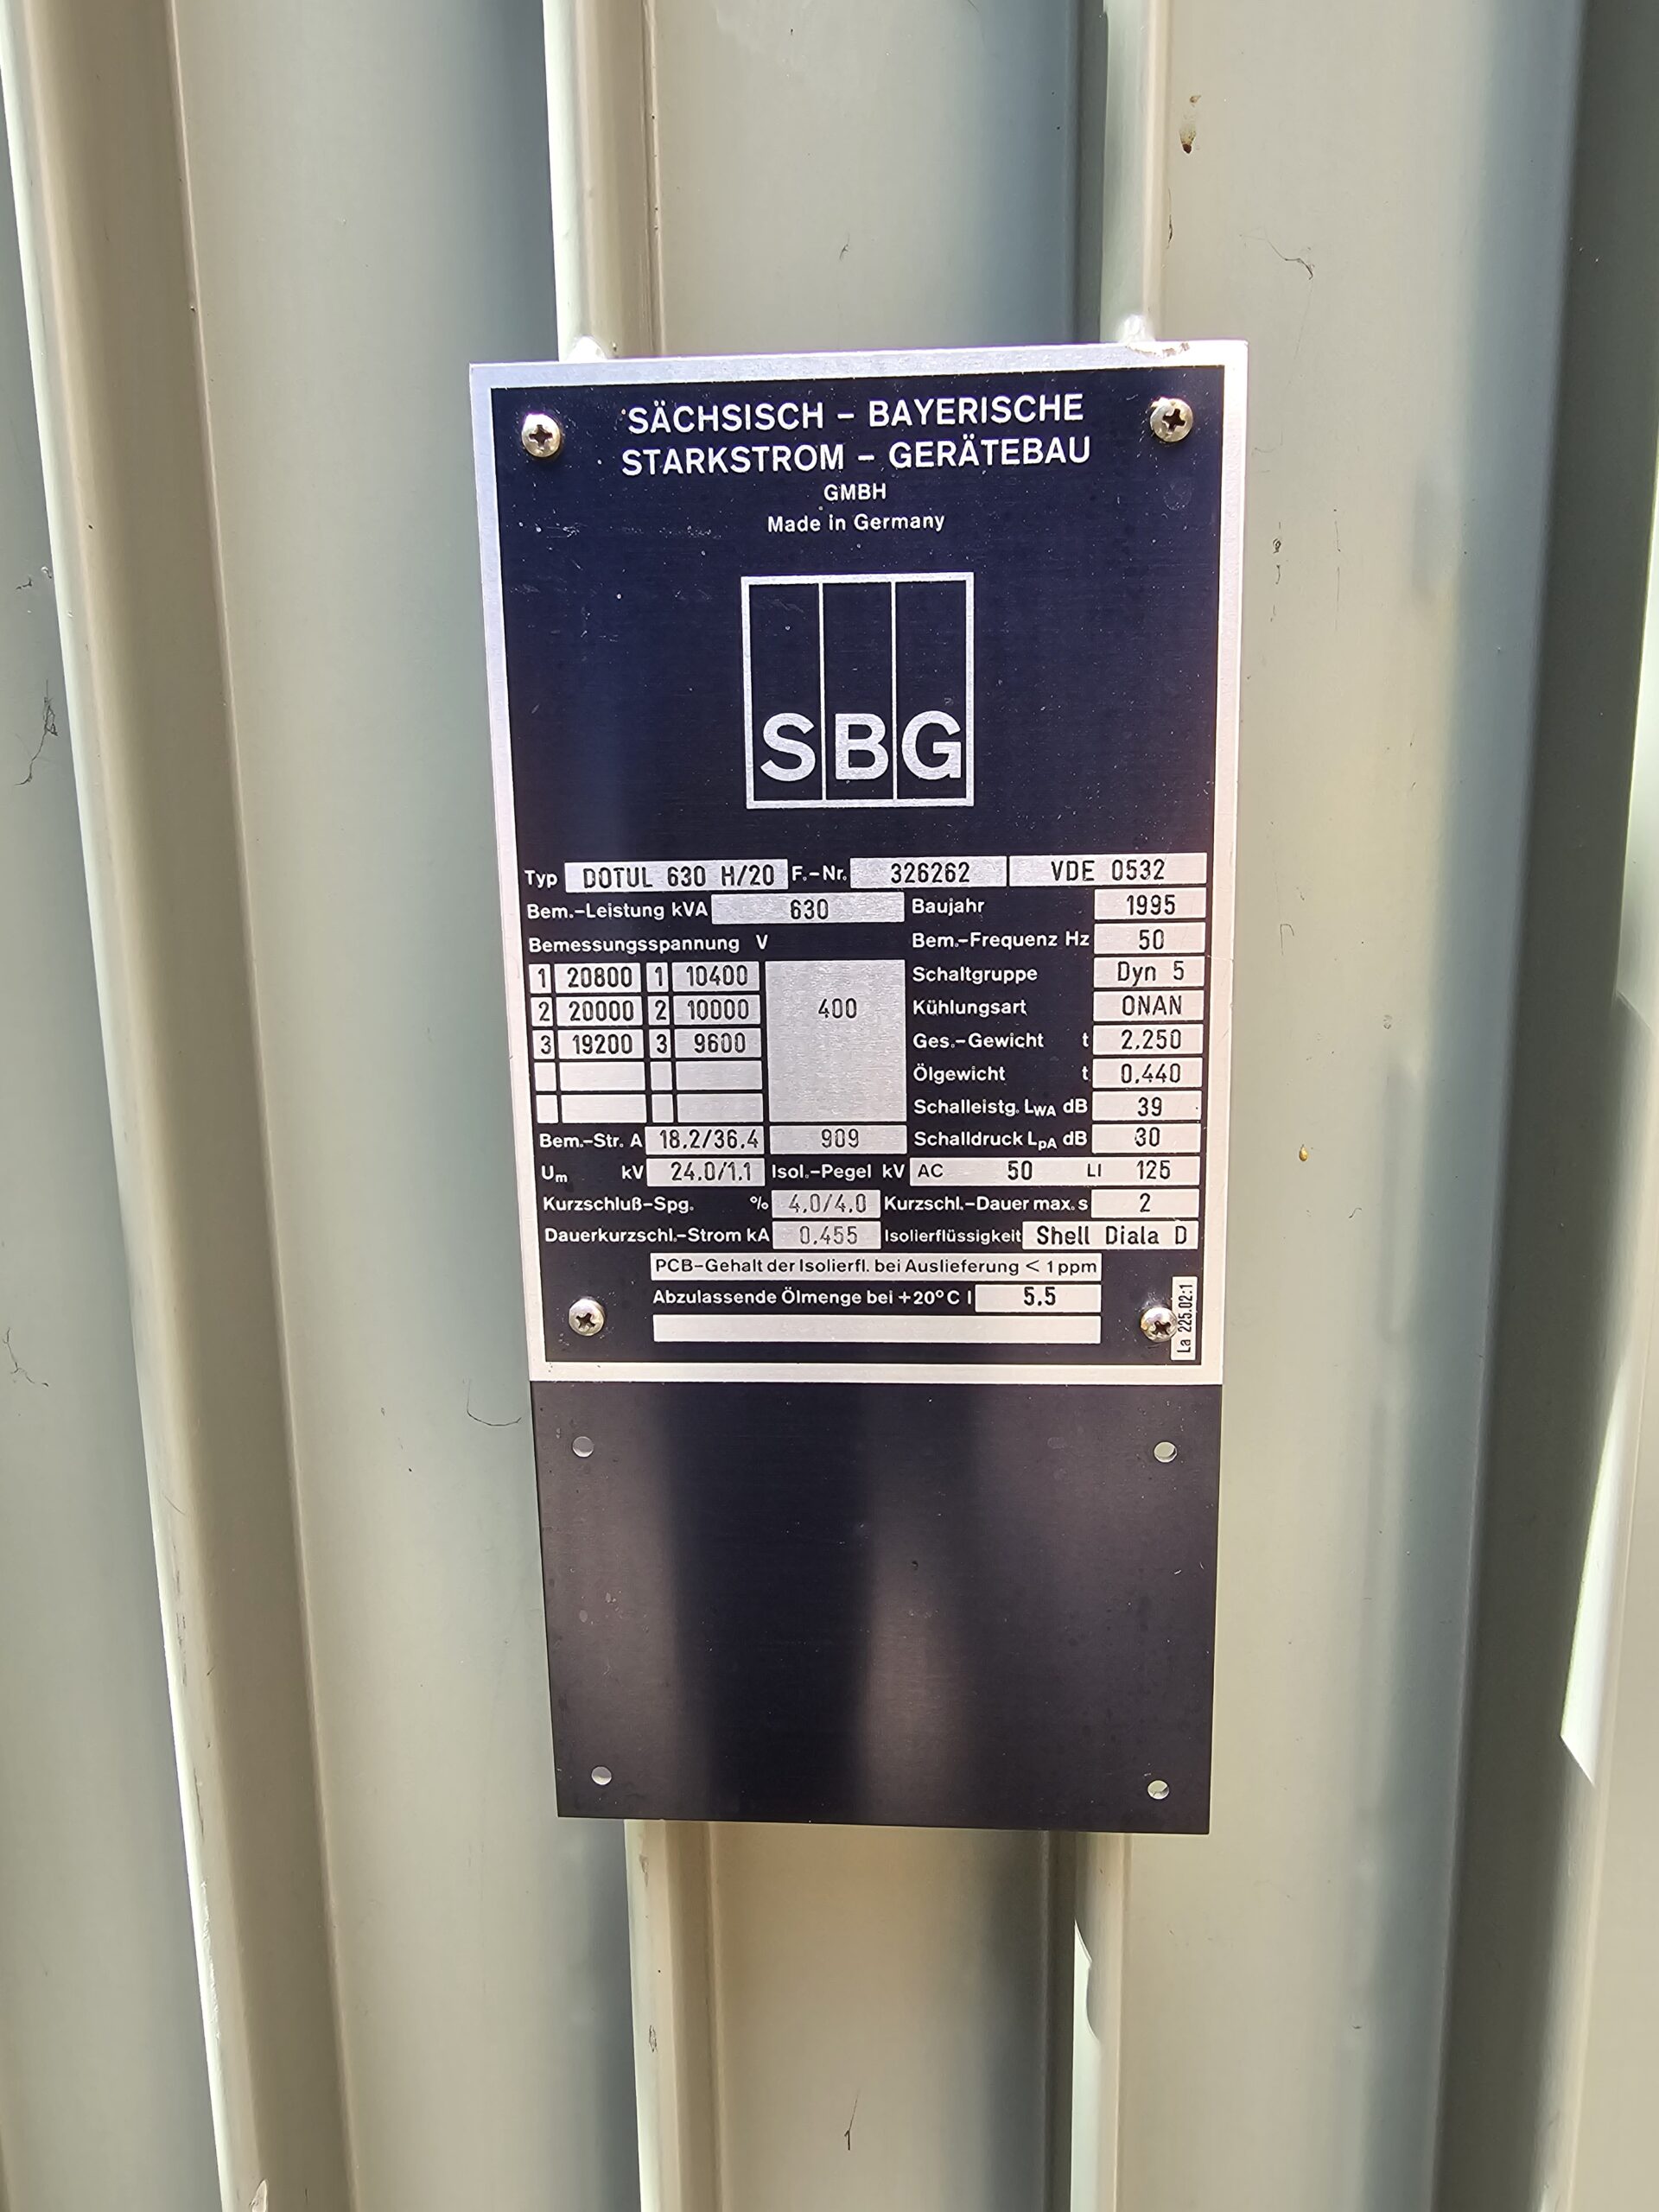 SÄCHSISCH – BAYERISCHE
STARKSTROM – GERÄTEBAU
GMBH
Made in Germany
SBG
Typ DOTUL 630 H/20 F.-Nr. 326262 VDE 0532
Bem.-Leistung kVA 630 Baujahr 1995
Bemessungsspannung V Bem.-Frequenz Hz 50
1 20800 1 10400 Schaltgruppe Dyn 5
2 20000 2 10000 400 Kühlungsart ONAN
3 19200 3 9600 Ges.-Gewicht t 2.250
Ölgewicht t 0.440
Schalleistg. LWA dB 39
Bem.-Str. A 18.2/36.4 909 Schalldruck LpA dB 30
Um kV 24.0/1.1 Isol.-Pegel kV AC 50 LI 125
Kurzschluß-Spg. % 4.0/4.0 Kurzschl.-Dauer max. s 2
Dauerkurzschl.-Strom kA 0.455 Isolierflüssigkeit Shell Diala D
PCB-Gehalt der Isolierfl. bei Auslieferung < 1 ppm
Abzulassende Ölmenge bei +20°C l 5.5
La 225.02:1